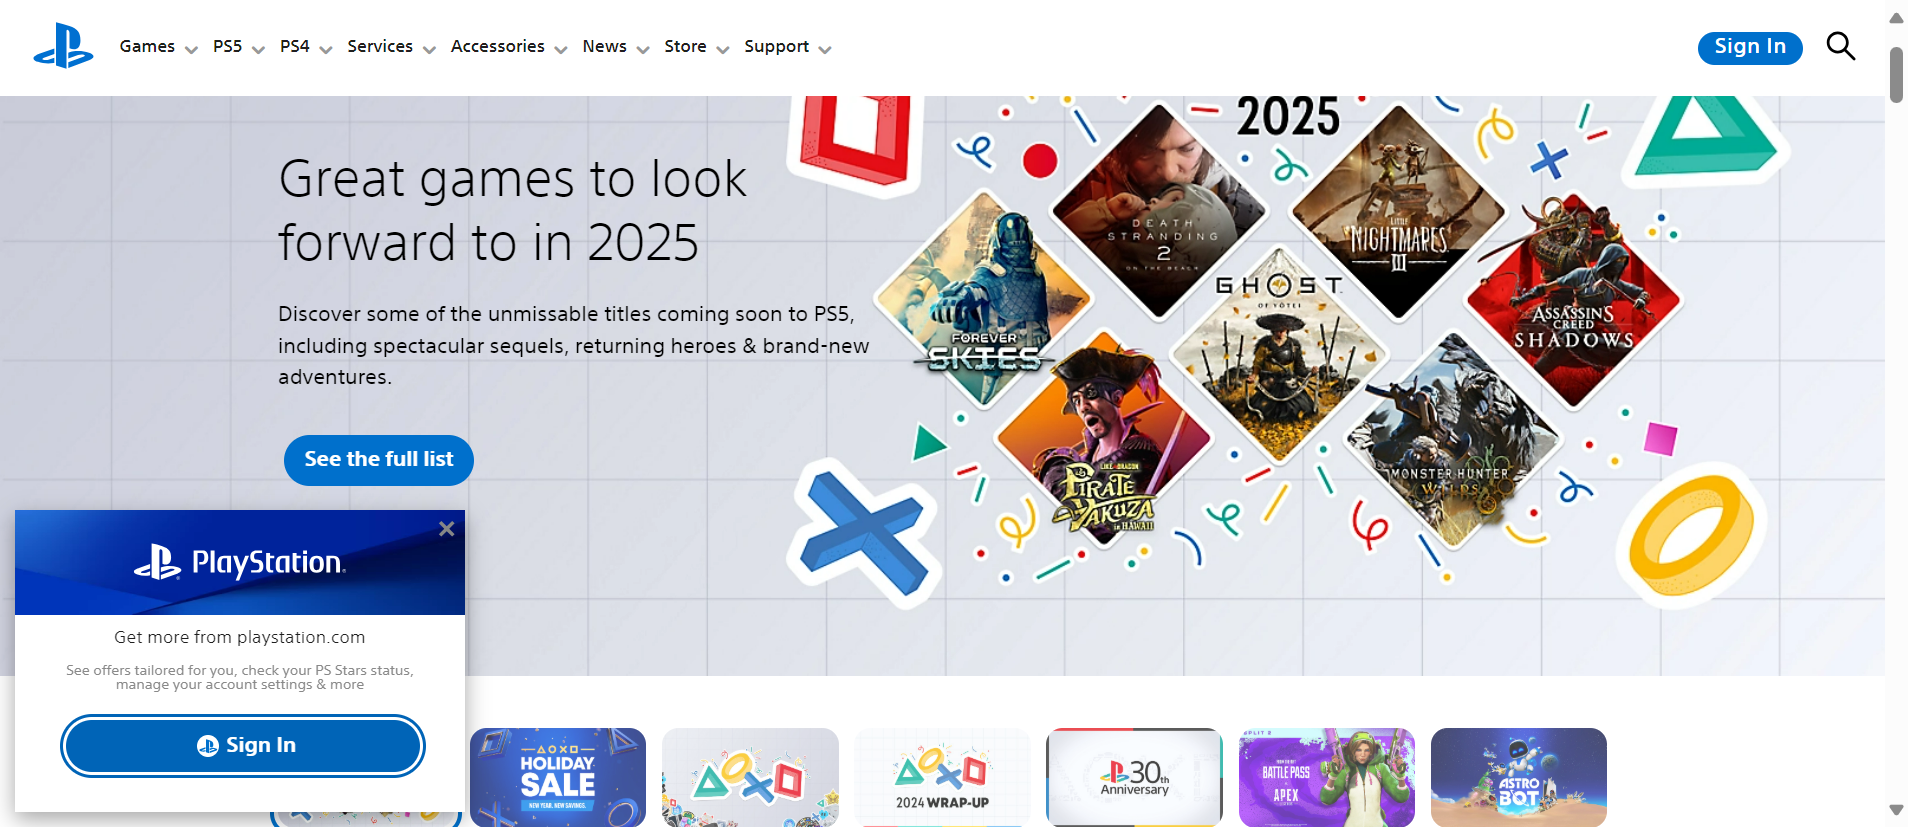 Games
PS5
PS4
Services
Accessories
News
Store
Support
Sign In
Great games to look
forward to in 2025
Discover some of the unmissable titles coming soon to PS5,
including spectacular sequels, returning heroes & brand-new
adventures.
See the full list
2025
DEATH
STRANDING
2
ON THE BEACH
LITTLE
NIGHTMARES
III
GHOST
OF YŌTEI
ASSASSIN'S
CREED
SHADOWS
FOREVER
SKIES
LIKE A DRAGON
PIRATE
YAKUZA
in HAWAII
MONSTER HUNTER
WILDS
PlayStation
Get more from playstation.com
See offers tailored for you, check your PS Stars status,
manage your account settings & more
Sign In
HOLIDAY
SALE
NEW YEAR. NEW SAVINGS.
2024 WRAP-UP
30th
Anniversary
SPLIT 2
BATTLE PASS
APEX
ASTRO
BOT